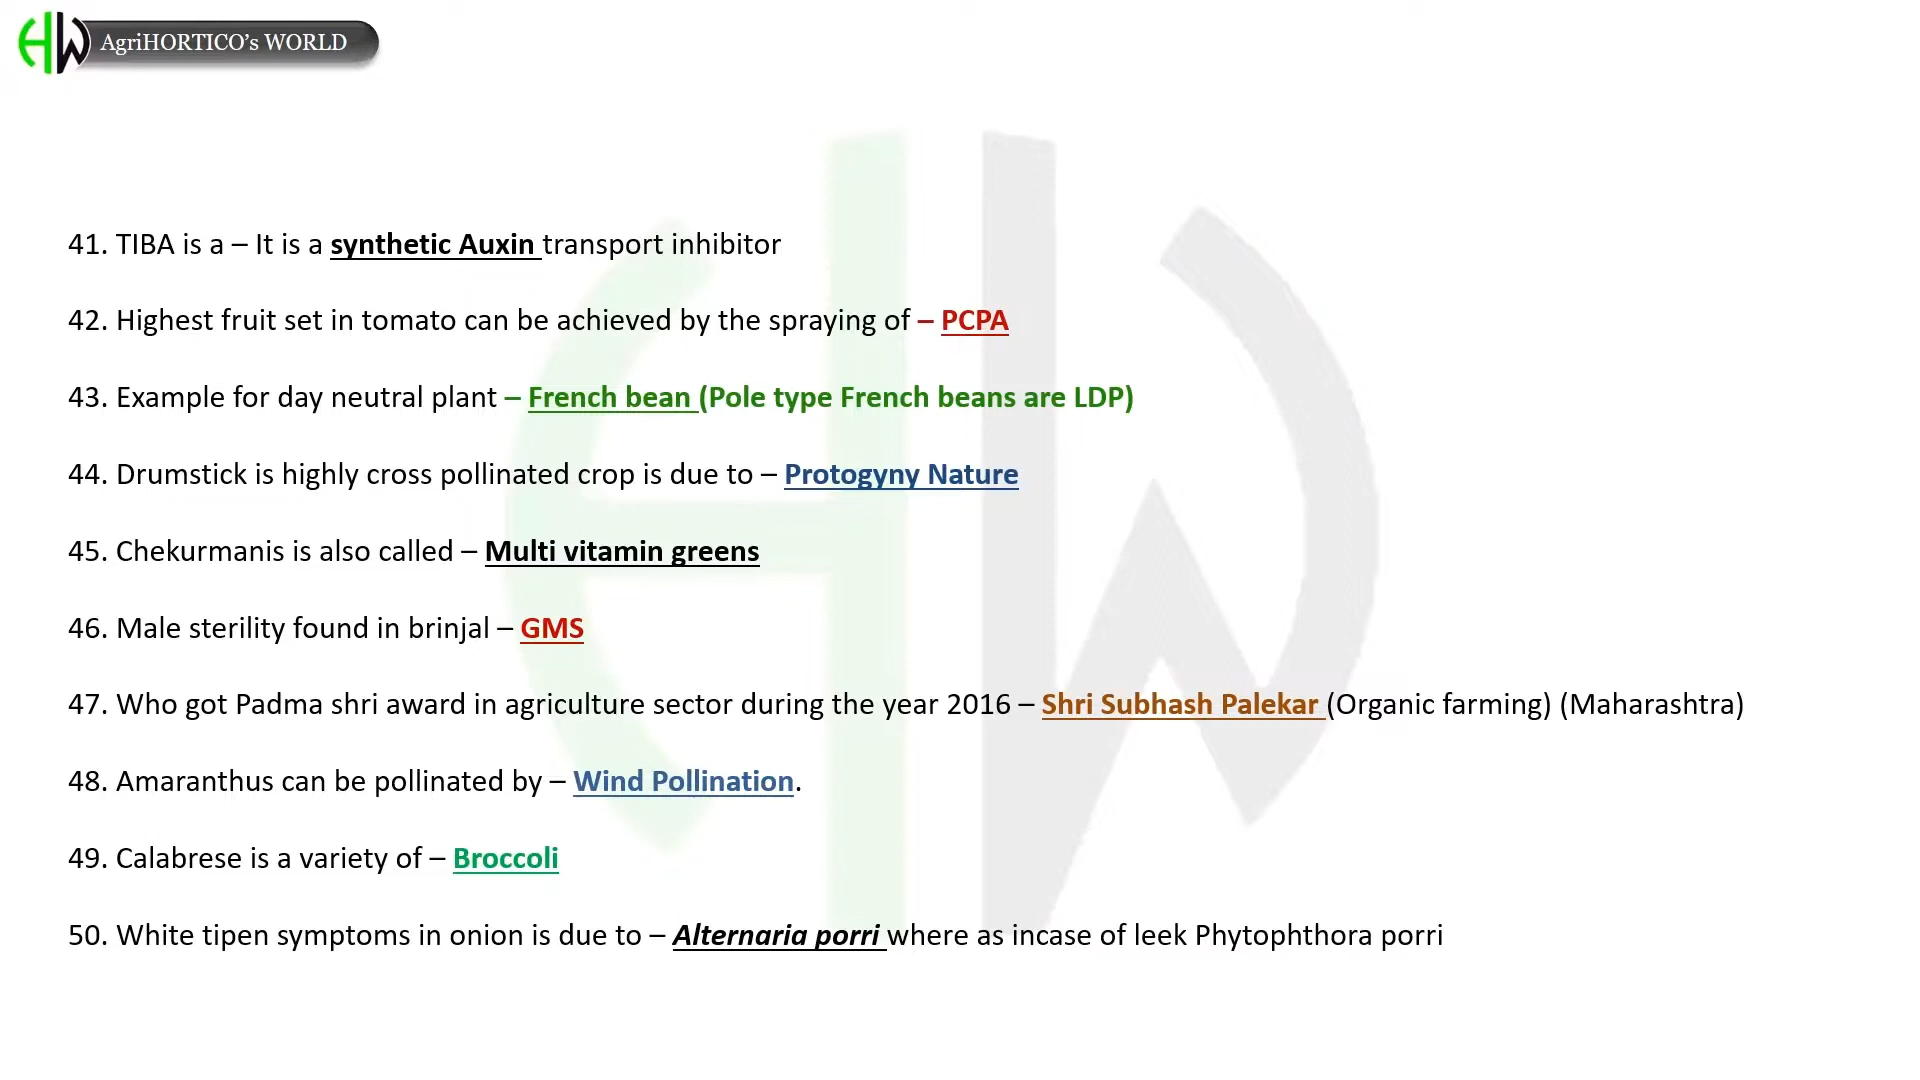 AgriHORTICO's WORLD
41. TIBA is a – It is a synthetic Auxin transport inhibitor
42. Highest fruit set in tomato can be achieved by the spraying of – PCPA
43. Example for day neutral plant – French bean (Pole type French beans are LDP)
44. Drumstick is highly cross pollinated crop is due to – Protogyny Nature
45. Chekurmanis is also called – Multi vitamin greens
46. Male sterility found in brinjal – GMS
47. Who got Padma shri award in agriculture sector during the year 2016 – Shri Subhash Palekar (Organic farming) (Maharashtra)
48. Amaranthus can be pollinated by – Wind Pollination.
49. Calabrese is a variety of – Broccoli
50. White tipen symptoms in onion is due to – Alternaria porri where as incase of leek Phytophthora porri